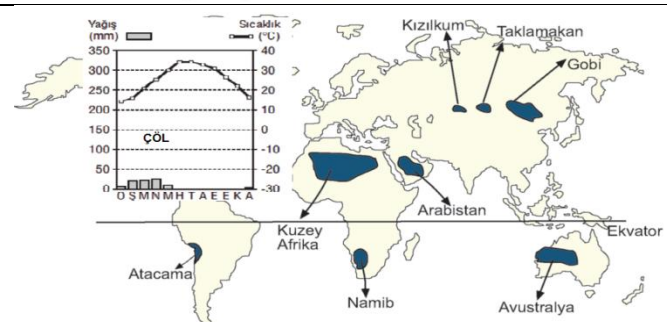 Yağış
(mm)
Sıcaklık
(°C)
350
300
250
200
150
100
50
0
40
30
20
10
0
-10
-20
-30
ÇÖL
O Ş M N M H T A E E K A
Kızılkum
Taklamakan
Gobi
Kuzey
Afrika
Arabistan
Ekvator
Atacama
Namib
Avustralya